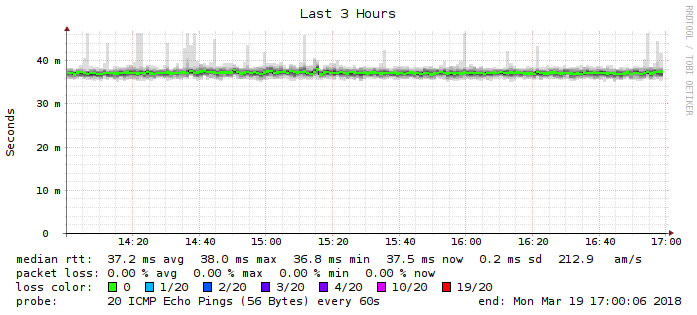 Last 3 Hours
RRDTOOL / TOBI OETIKER
Seconds
40 m
30 m
20 m
10 m
0
14:20 14:40 15:00 15:20 15:40 16:00 16:20 16:40 17:00
median rtt: 37.2 ms avg 38.0 ms max 36.8 ms min 37.5 ms now 0.2 ms sd 212.9 am/s
packet loss: 0.00 % avg 0.00 % max 0.00 % min 0.00 % now
loss color: 0 1/20 2/20 3/20 4/20 10/20 19/20
probe: 20 ICMP Echo Pings (56 Bytes) every 60s end: Mon Mar 19 17:00:06 2018